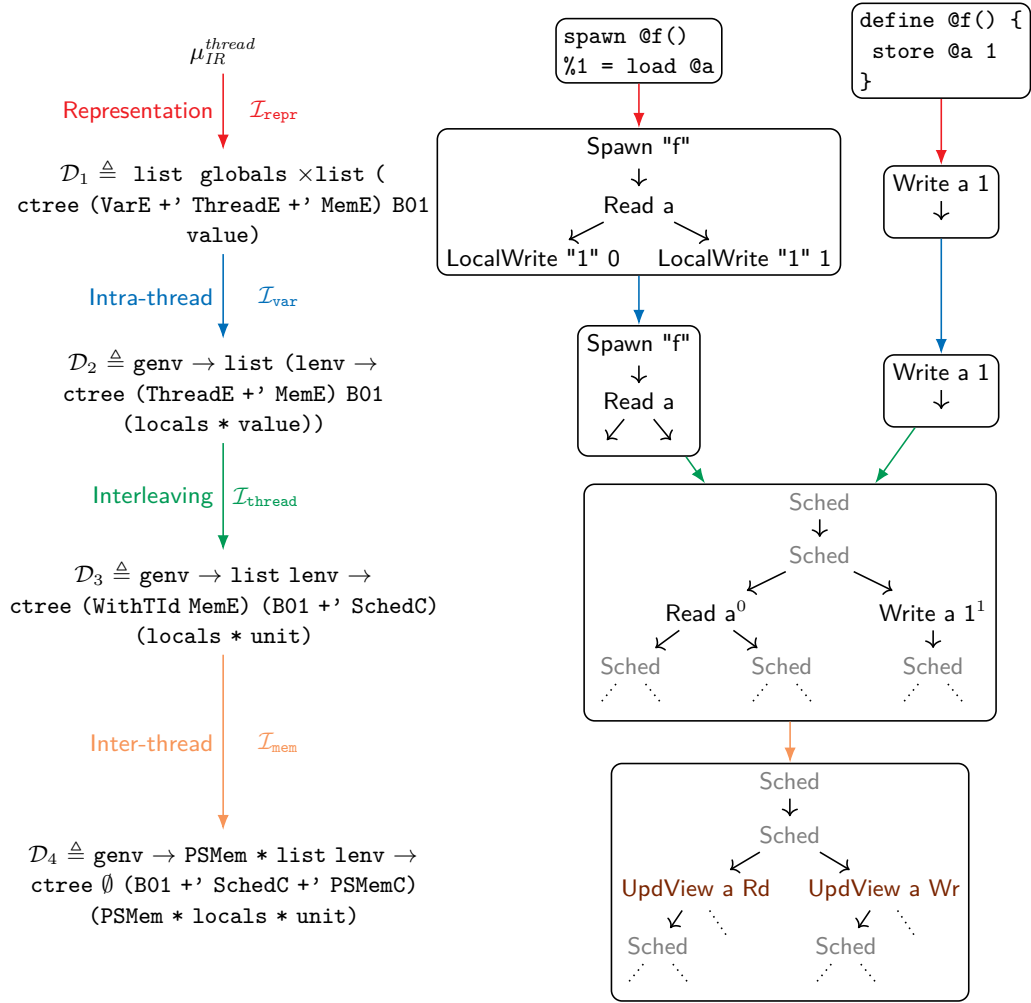 μ_IR^thread
Representation I_repr
D₁ ≜ list globals ×list (
ctree (VarE +’ ThreadE +’ MemE) B01
value)
Intra-thread I_var
D₂ ≜ genv → list (lenv →
ctree (ThreadE +’ MemE) B01
(locals * value))
Interleaving I_thread
D₃ ≜ genv → list lenv →
ctree (WithTId MemE) (B01 +’ SchedC)
(locals * unit)
Inter-thread I_mem
D₄ ≜ genv → PSMem * list lenv →
ctree ∅ (B01 +’ SchedC +’ PSMemC)
(PSMem * locals * unit)
spawn @f()
%1 = load @a
define @f() {
store @a 1
}
Spawn "f"
Read a
LocalWrite "1" 0 LocalWrite "1" 1
Write a 1
Spawn "f"
Read a
Write a 1
Sched
Sched
Read a⁰ Write a 1¹
Sched Sched Sched
Sched
Sched
UpdView a Rd UpdView a Wr
Sched Sched